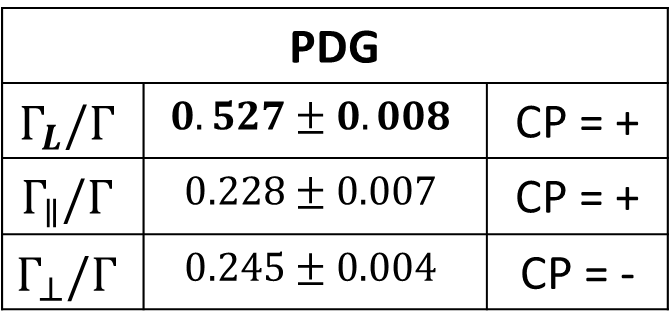 PDG
Γ_L/Γ 0.527 ± 0.008 CP = +
Γ_∥/Γ 0.228 ± 0.007 CP = +
Γ_⊥/Γ 0.245 ± 0.004 CP = -